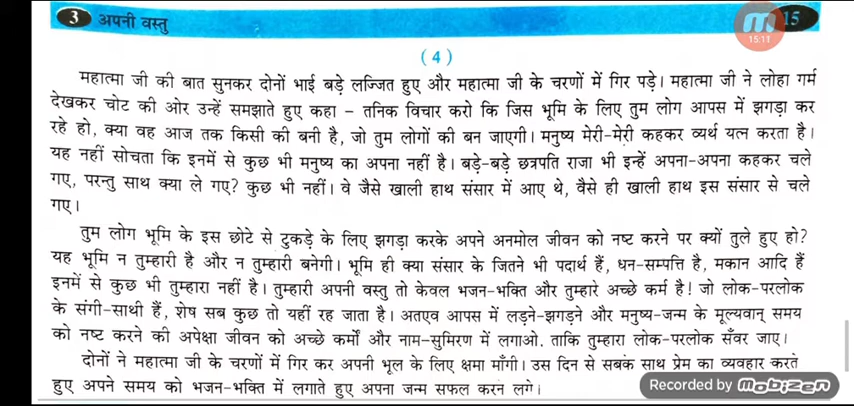 3 अपनी वस्तु
15
15:11
(4)
महात्मा जी की बात सुनकर दोनों भाई बड़े लज्जित हुए और महात्मा जी के चरणों में गिर पड़े। महात्मा जी ने लोहा गर्म
देखकर चोट की ओर उन्हें समझाते हुए कहा – तनिक विचार करो कि जिस भूमि के लिए तुम लोग आपस में झगड़ा कर
रहे हो, क्या वह आज तक किसी की बनी है, जो तुम लोगों की बन जाएगी। मनुष्य मेरी-मेरी कहकर व्यर्थ यत्न करता है।
यह नहीं सोचता कि इनमें से कुछ भी मनुष्य का अपना नहीं है। बड़े-बड़े छत्रपति राजा भी इन्हें अपना-अपना कहकर चले
गए, परन्तु साथ क्या ले गए? कुछ भी नहीं। वे जैसे खाली हाथ संसार में आए थे, वैसे ही खाली हाथ इस संसार से चले
गए।
तुम लोग भूमि के इस छोटे से टुकड़े के लिए झगड़ा करके अपने अनमोल जीवन को नष्ट करने पर क्यों तुले हुए हो?
यह भूमि न तुम्हारी है और न तुम्हारी बनेगी। भूमि ही क्या संसार के जितने भी पदार्थ हैं, धन-सम्पत्ति है, मकान आदि हैं
इनमें से कुछ भी तुम्हारा नहीं है। तुम्हारी अपनी वस्तु तो केवल भजन-भक्ति और तुम्हारे अच्छे कर्म है! जो लोक-परलोक
के संगी-साथी हैं, शेष सब कुछ तो यहीं रह जाता है। अतएव आपस में लड़ने-झगड़ने और मनुष्य-जन्म के मूल्यवान् समय
को नष्ट करने की अपेक्षा जीवन को अच्छे कर्मों और नाम-सुमिरण में लगाओ. ताकि तुम्हारा लोक-परलोक सँवर जाए।
दोनों ने महात्मा जी के चरणों में गिर कर अपनी भूल के लिए क्षमा माँगी। उस दिन से सबके साथ प्रेम का व्यवहार करते
हुए अपने समय को भजन-भक्ति में लगाते हुए अपना जन्म सफल करने लगे।
Recorded by Mobizen